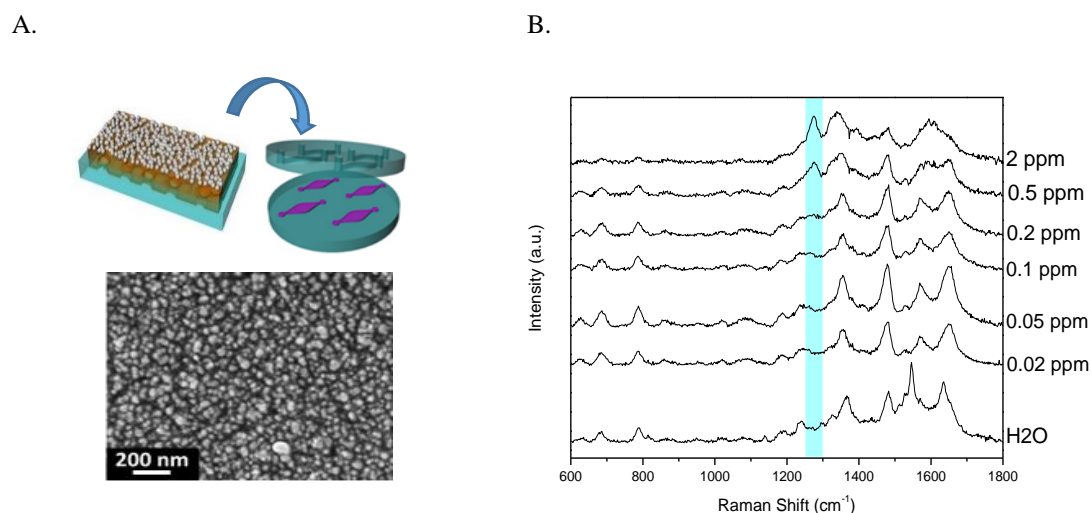 A.
B.
200 nm
Intensity (a.u.)
2 ppm
0.5 ppm
0.2 ppm
0.1 ppm
0.05 ppm
0.02 ppm
H2O
600 800 1000 1200 1400 1600 1800
Raman Shift (cm⁻¹)